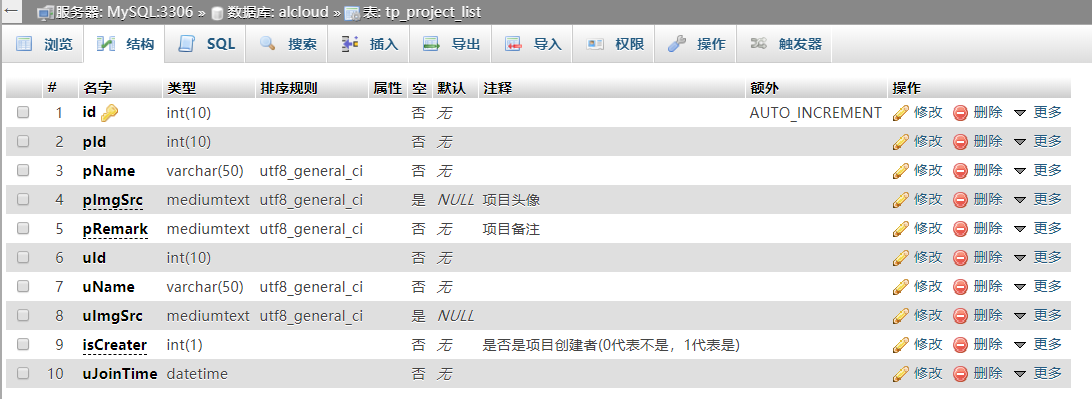 ← 服务器: MySQL:3306 » 数据库: alcloud » 表: tp_project_list
浏览 结构 SQL 搜索 插入 导出 导入 权限 操作 触发器
# 名字 类型 排序规则 属性 空 默认 注释 额外 操作
1 id int(10) 否 无 AUTO_INCREMENT 修改 删除 更多
2 pId int(10) 否 无 修改 删除 更多
3 pName varchar(50) utf8_general_ci 否 无 修改 删除 更多
4 pImgSrc mediumtext utf8_general_ci 是 NULL 项目头像 修改 删除 更多
5 pRemark mediumtext utf8_general_ci 否 无 项目备注 修改 删除 更多
6 uId int(10) 否 无 修改 删除 更多
7 uName varchar(50) utf8_general_ci 否 无 修改 删除 更多
8 uImgSrc mediumtext utf8_general_ci 是 NULL 修改 删除 更多
9 isCreater int(1) 否 无 是否是项目创建者(0代表不是，1代表是) 修改 删除 更多
10 uJoinTime datetime 否 无 修改 删除 更多